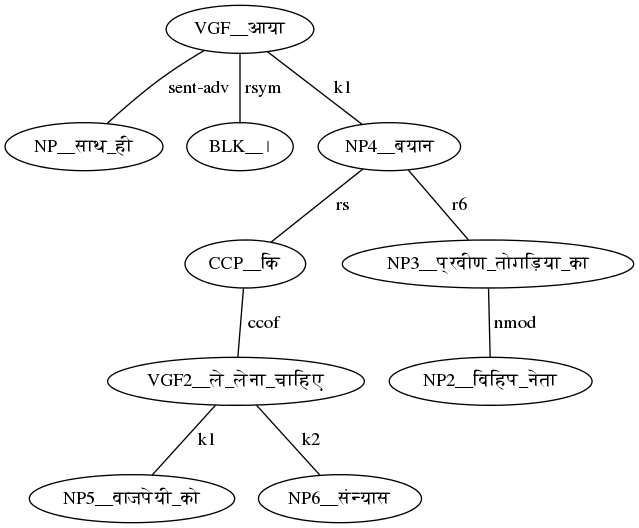 VGF__आया
sent-adv rsym k1
NP__साथ_ही BLK__। NP4__बयान
rs r6
CCP__कि NP3__प्रवीण_तोगड़िया_का
ccof nmod
VGF2__ले_लेना_चाहिए NP2__विहिप_नेता
k1 k2
NP5__वाजपेयी_को NP6__संन्यास